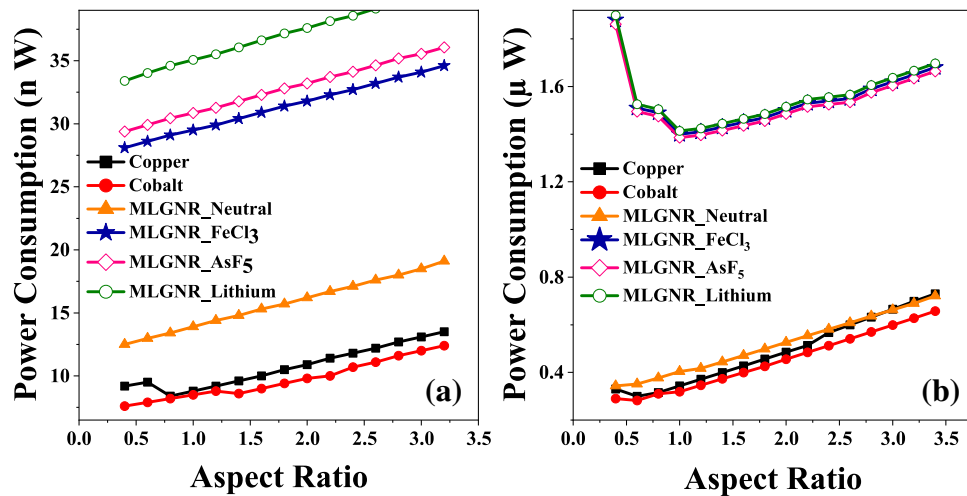 Power Consumption (n W)
35
30
25
20
15
10
Copper
Cobalt
MLGNR_Neutral
MLGNR_FeCl3
MLGNR_AsF5
MLGNR_Lithium
(a)
0.0 0.5 1.0 1.5 2.0 2.5 3.0 3.5
Aspect Ratio
Power Consumption (μ W)
1.6
1.2
0.8
0.4
Copper
Cobalt
MLGNR_Neutral
MLGNR_FeCl₃
MLGNR_AsF₅
MLGNR_Lithium
(b)
0.0 0.5 1.0 1.5 2.0 2.5 3.0 3.5
Aspect Ratio